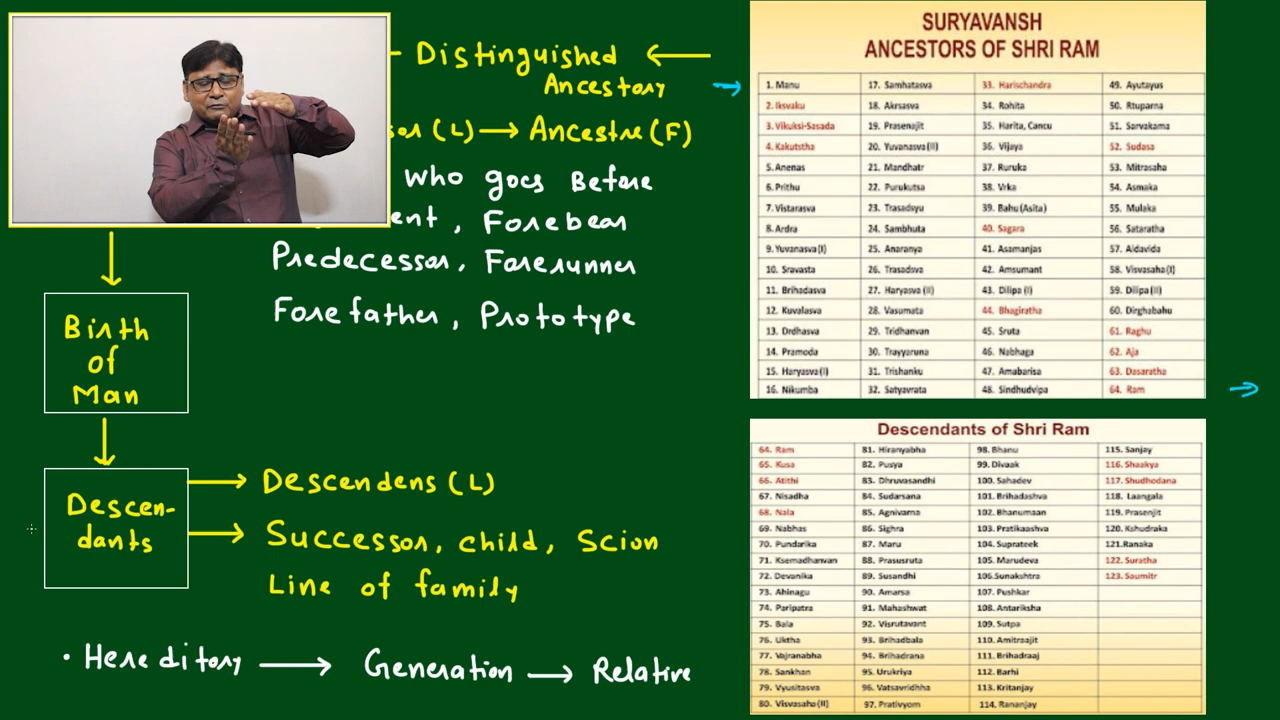 Distinguished
Ancestory
(L) → Ancestre (F)
who goes Before
, Forebear
Predecessor, Forerunner
Forefather, Prototype
Birth
of
Man
Descen-
dants
Descendens (L)
Successor, child, Scion
Line of family
• Hereditory → Generation → Relative
SURYAVANSH
ANCESTORS OF SHRI RAM
1. Manu 17. Samhatasva 33. Harischandra 49. Ayutayus
2. Iksvaku 18. Akrsasva 34. Rohita 50. Rtuparna
3. Vikuksi-Sasada 19. Prasenajit 35. Harita, Cancu 51. Sarvakama
4. Kakutstha 20. Yuvanasva (II) 36. Vijaya 52. Sudasa
5. Anenas 21. Mandhatr 37. Ruruka 53. Mitrasaha
6. Prithu 22. Purukutsa 38. Vrka 54. Asmaka
7. Vistarasva 23. Trasadsyu 39. Bahu (Asita) 55. Mulaka
8. Ardra 24. Sambhuta 40. Sagara 56. Sataratha
9. Yuvanasva (I) 25. Anaranya 41. Asamanjas 57. Aidavida
10. Sravasta 26. Trasadsva 42. Amsumant 58. Visvasaha (I)
11. Brihadasva 27. Haryasva (II) 43. Dilipa (I) 59. Dilipa (II)
12. Kuvalasva 28. Vasumata 44. Bhagiratha 60. Dirghabahu
13. Drdhasva 29. Tridhanvan 45. Sruta 61. Raghu
14. Pramoda 30. Trayyaruna 46. Nabhaga 62. Aja
15. Haryasva (I) 31. Trishanku 47. Amabarisa 63. Dasaratha
16. Nikumba 32. Satyavrata 48. Sindhudvipa 64. Ram
Descendants of Shri Ram
64. Ram 81. Hiranyabha 98. Bhanu 115. Sanjay
65. Kusa 82. Pusya 99. Divaak 116. Shaakya
66. Atithi 83. Dhruvasandhi 100. Sahadev 117. Shudhodana
67. Nisadha 84. Sudarsana 101. Brihadashva 118. Laangala
68. Nala 85. Agnivarna 102. Bhanumaan 119. Prasenjit
69. Nabhas 86. Sighra 103. Pratikaashva 120. Kshudraka
70. Pundarika 87. Maru 104. Suprateek 121. Ranaka
71. Ksemadhanvan 88. Prasusruta 105. Marudeva 122. Suratha
72. Devanika 89. Susandhi 106. Sunakshtra 123. Saumitr
73. Ahinagu 90. Amarsa 107. Pushkar
74. Paripatra 91. Mahashwat 108. Antariksha
75. Bala 92. Visrutavant 109. Sutpa
76. Uktha 93. Brihadbala 110. Amitraajit
77. Vajranabha 94. Brihadrana 111. Brihadraaj
78. Sankhan 95. Urukriya 112. Barhi
79. Vyusitasva 96. Vatsavridhha 113. Kritanjay
80. Visvasaha (II) 97. Prativyom 114. Rananjay